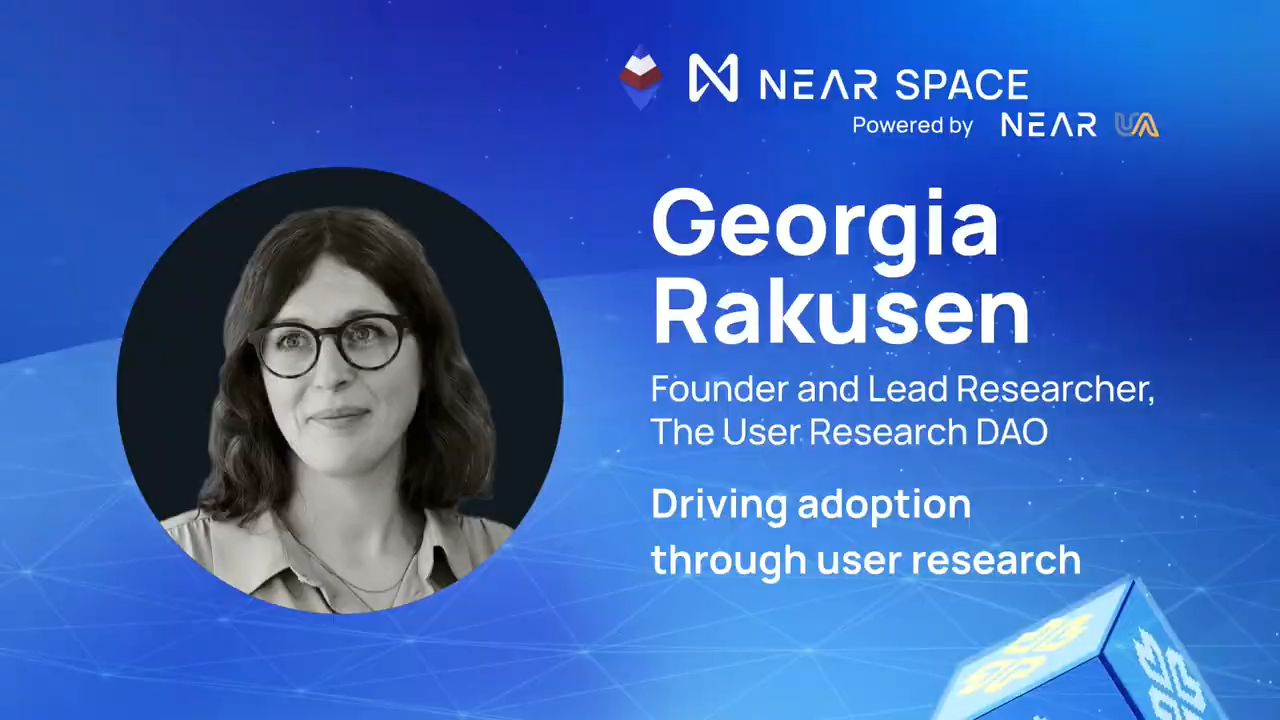 NEAR SPACE
Powered by NEAR UA
Georgia
Rakusen
Founder and Lead Researcher,
The User Research DAO
Driving adoption
through user research